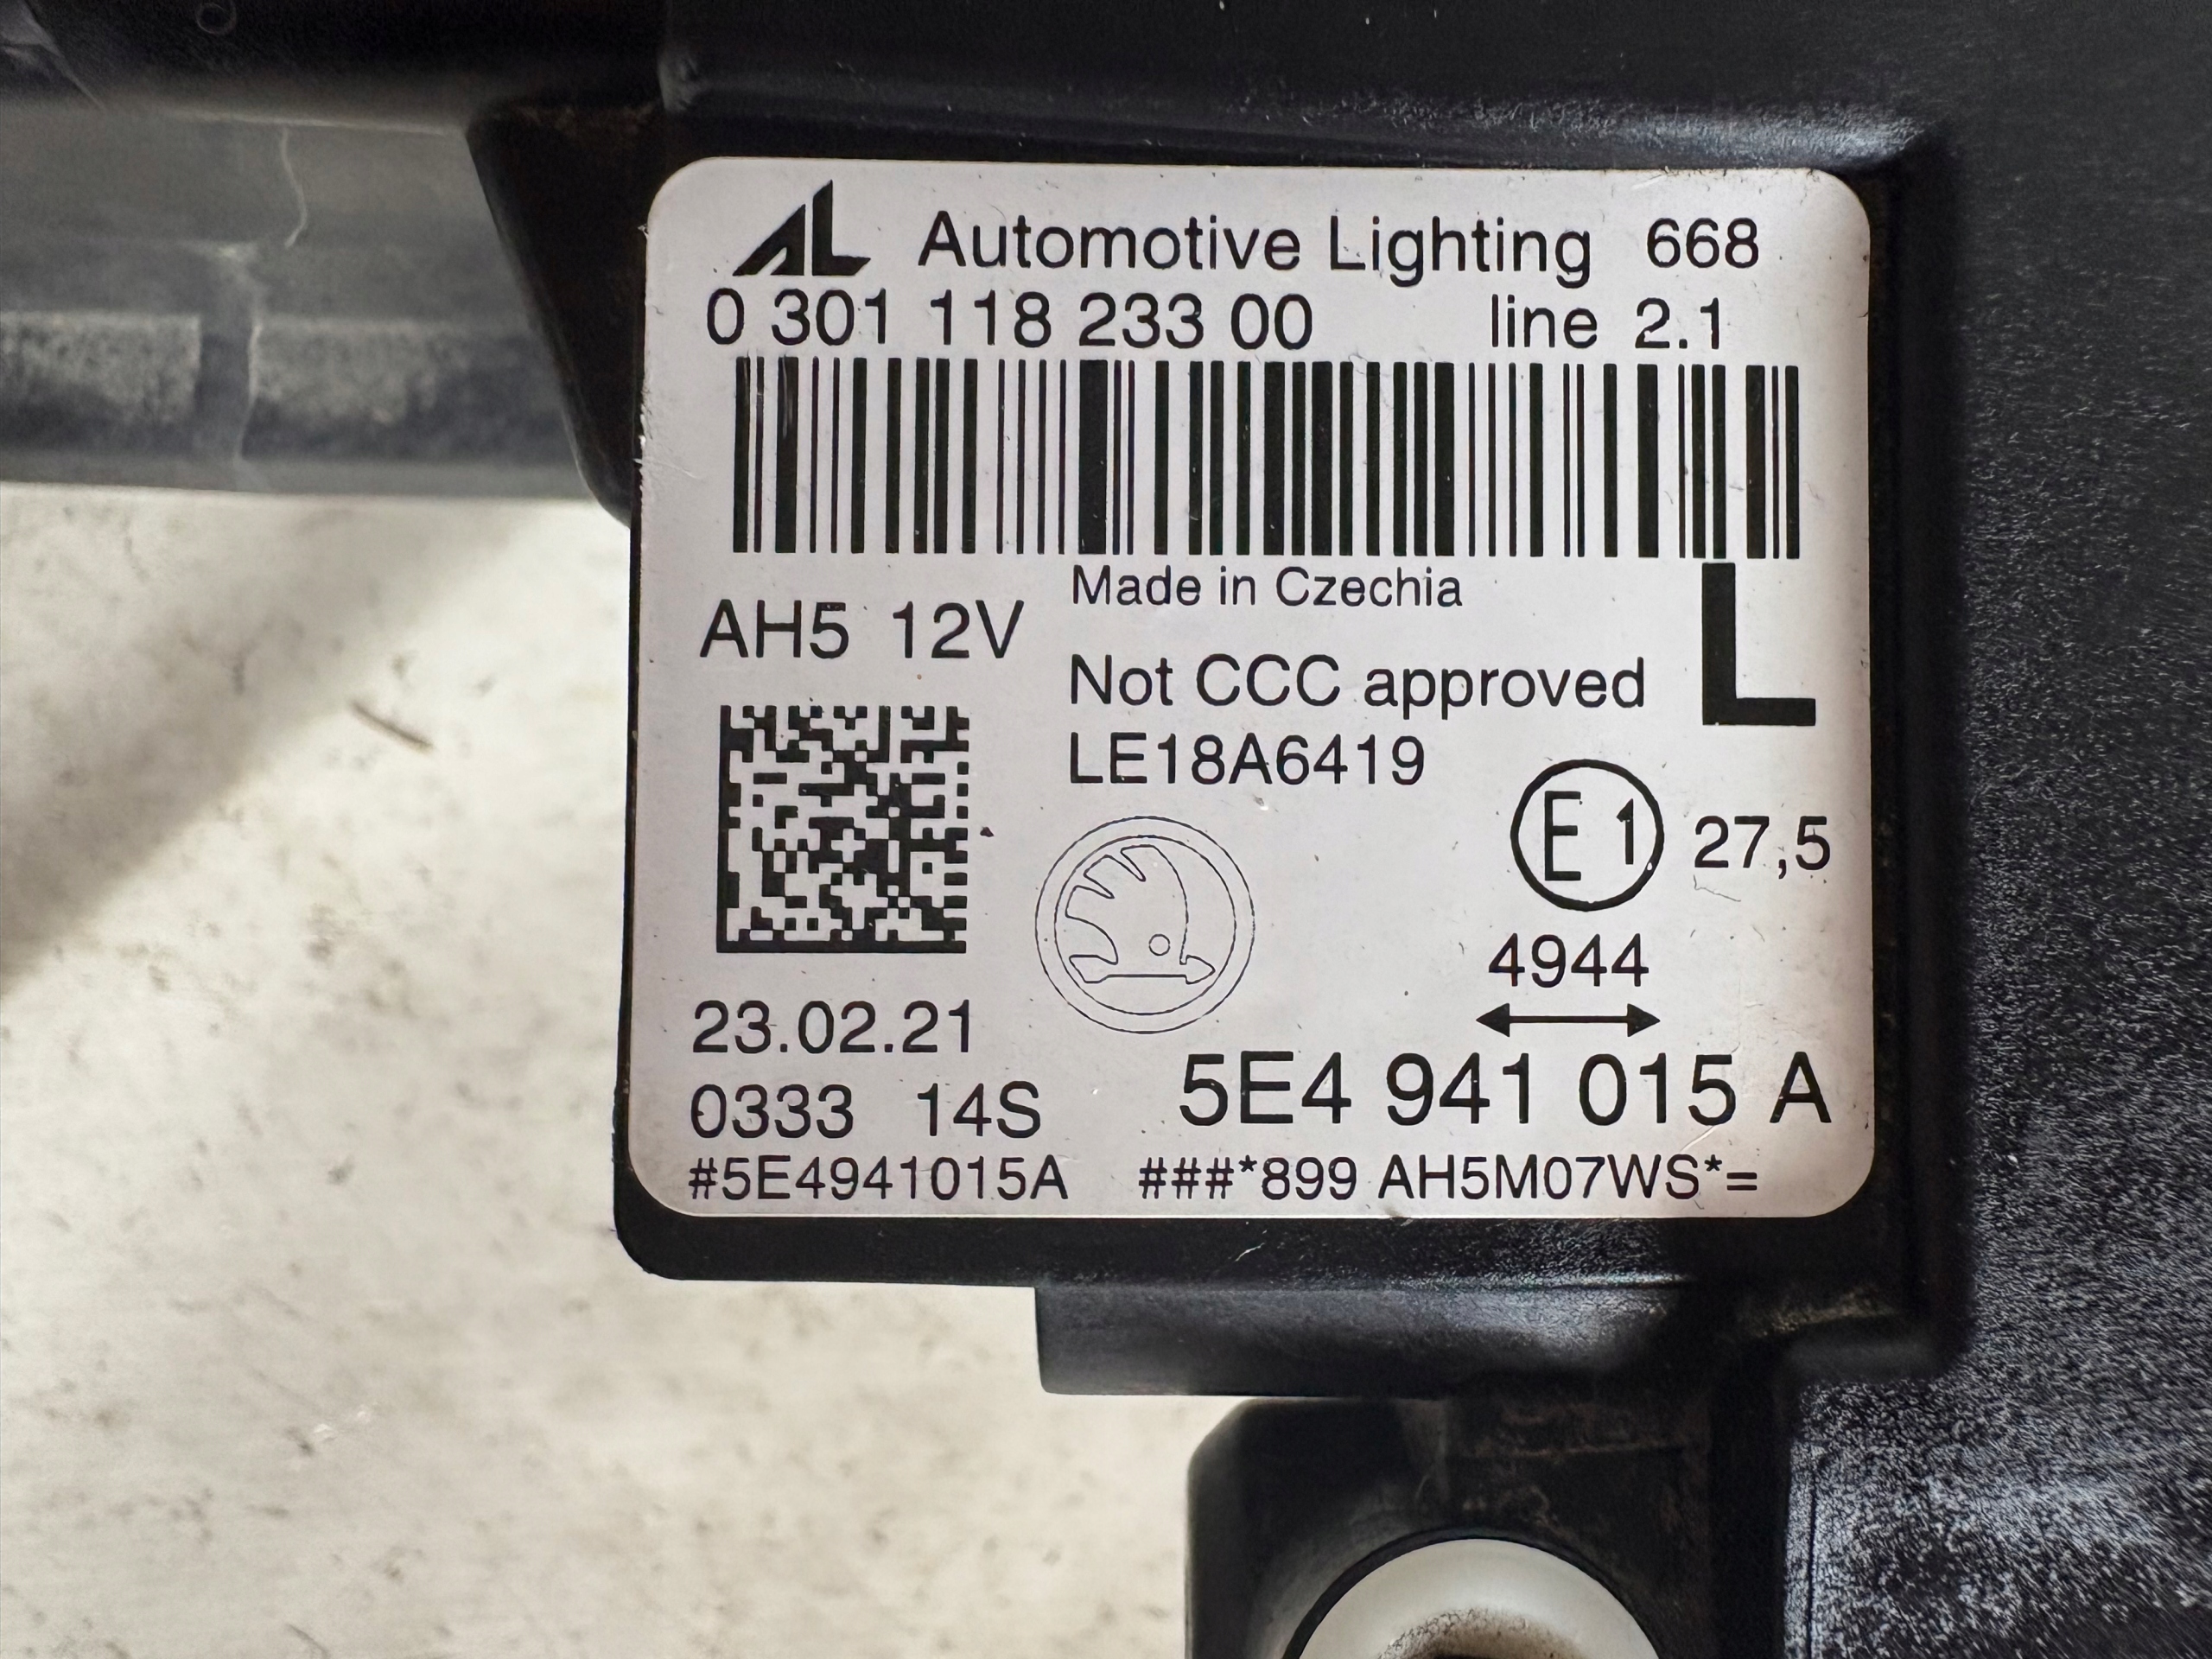 AL Automotive Lighting 668
0 301 118 233 00 line 2.1
Made in Czechia
AH5 12V
Not CCC approved
L
LE18A6419
E1 27,5
4944
23.02.21
5E4 941 015 A
0333 14S
#5E4941015A ###*899 AH5M07WS*=